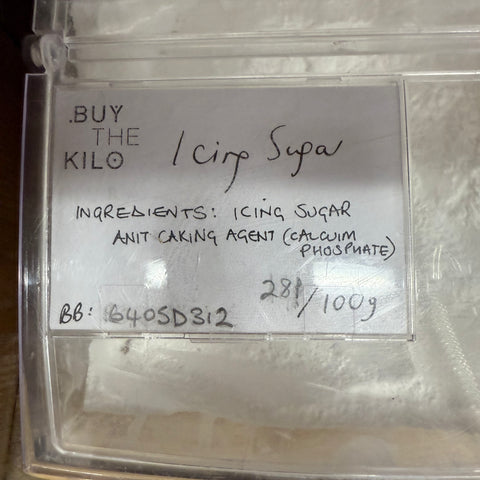 .BUY
THE
KILO
Icing Sugar
INGREDIENTS: ICING SUGAR
ANIT CAKING AGENT (CALCUIM
PHOSPHATE)
28p/100g
BB: 640SD312